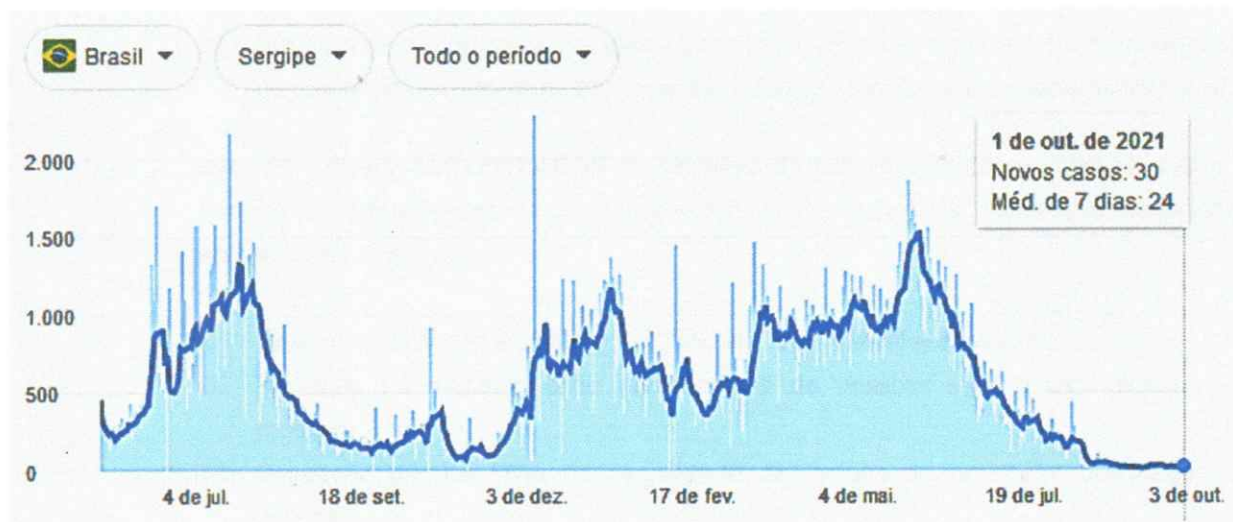 Brasil Sergipe Todo o período
1 de out. de 2021
Novos casos: 30
Méd. de 7 dias: 24
2.000
1.500
1.000
500
0
4 de jul. 18 de set. 3 de dez. 17 de fev. 4 de mai. 19 de jul. 3 de out.